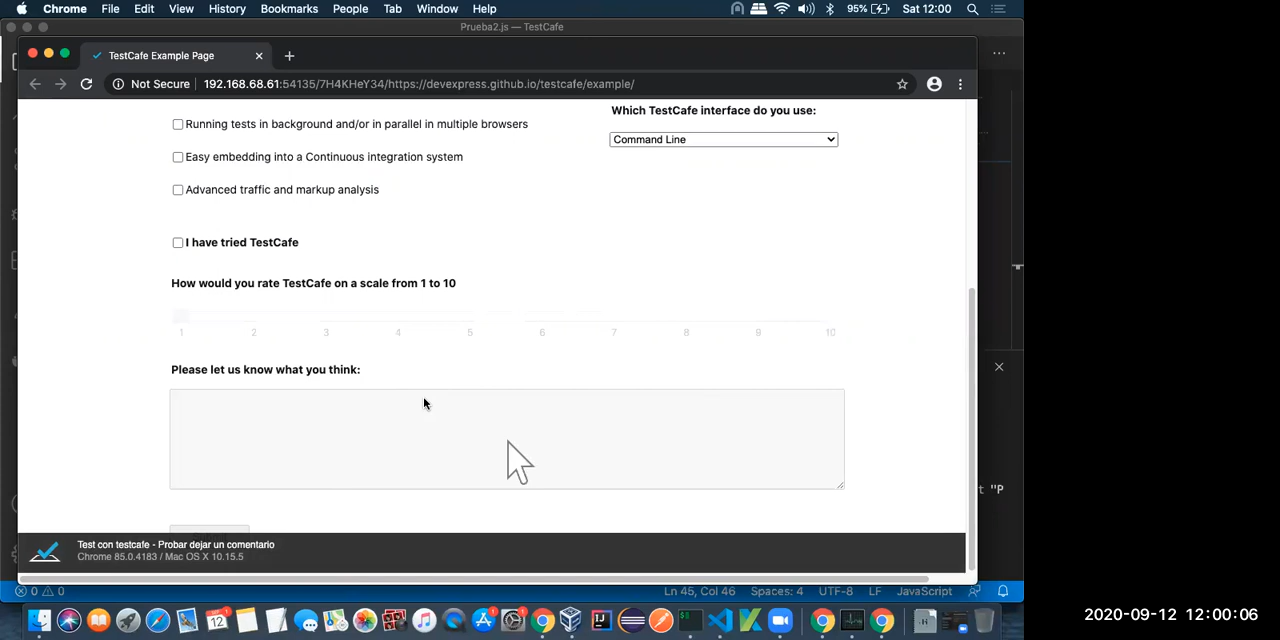 Chrome File Edit View History Bookmarks People Tab Window Help 95% Sat 12:00
Prueba2.js — TestCafe
TestCafe Example Page
Not Secure 192.168.68.61:54135/7H4KHeY34/https://devexpress.github.io/testcafe/example/
Which TestCafe interface do you use:
Running tests in background and/or in parallel in multiple browsers
Command Line
Easy embedding into a Continuous integration system
Advanced traffic and markup analysis
I have tried TestCafe
How would you rate TestCafe on a scale from 1 to 10
1 2 3 4 5 6 7 8 9 10
Please let us know what you think:
t "P
Test con testcafe - Probar dejar un comentario
Chrome 85.0.4183 / Mac OS X 10.15.5
0 0 Ln 45, Col 46 Spaces: 4 UTF-8 LF JavaScript
12
2020-09-12 12:00:06